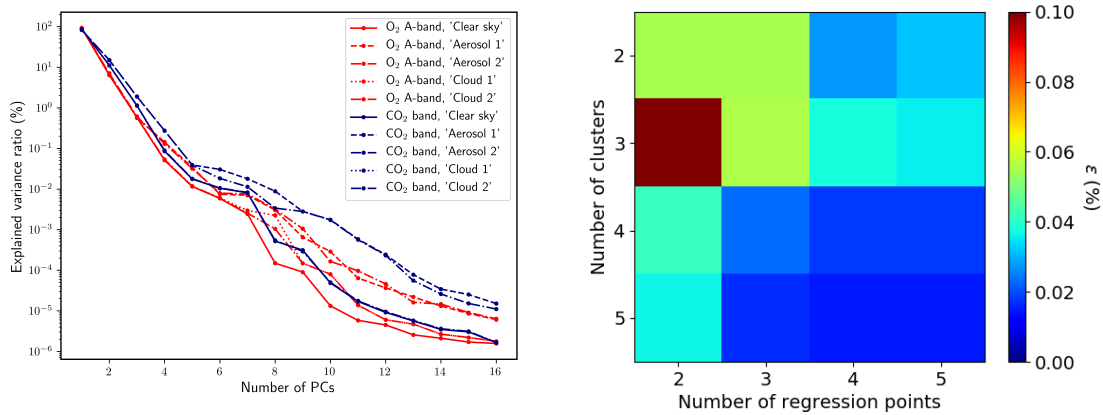 10²
10¹
10⁰
10⁻¹
10⁻²
10⁻³
10⁻⁴
10⁻⁵
10⁻⁶
Explained variance ratio (%)
2 4 6 8 10 12 14 16
Number of PCs
O₂ A-band, 'Clear sky'
O₂ A-band, 'Aerosol 1'
O₂ A-band, 'Aerosol 2'
O₂ A-band, 'Cloud 1'
O₂ A-band, 'Cloud 2'
CO₂ band, 'Clear sky'
CO₂ band, 'Aerosol 1'
CO₂ band, 'Aerosol 2'
CO₂ band, 'Cloud 1'
CO₂ band, 'Cloud 2'
Number of clusters
2
3
4
5
2 3 4 5
Number of regression points
0.10
0.08
0.06
0.04
0.02
0.00
ε (%)